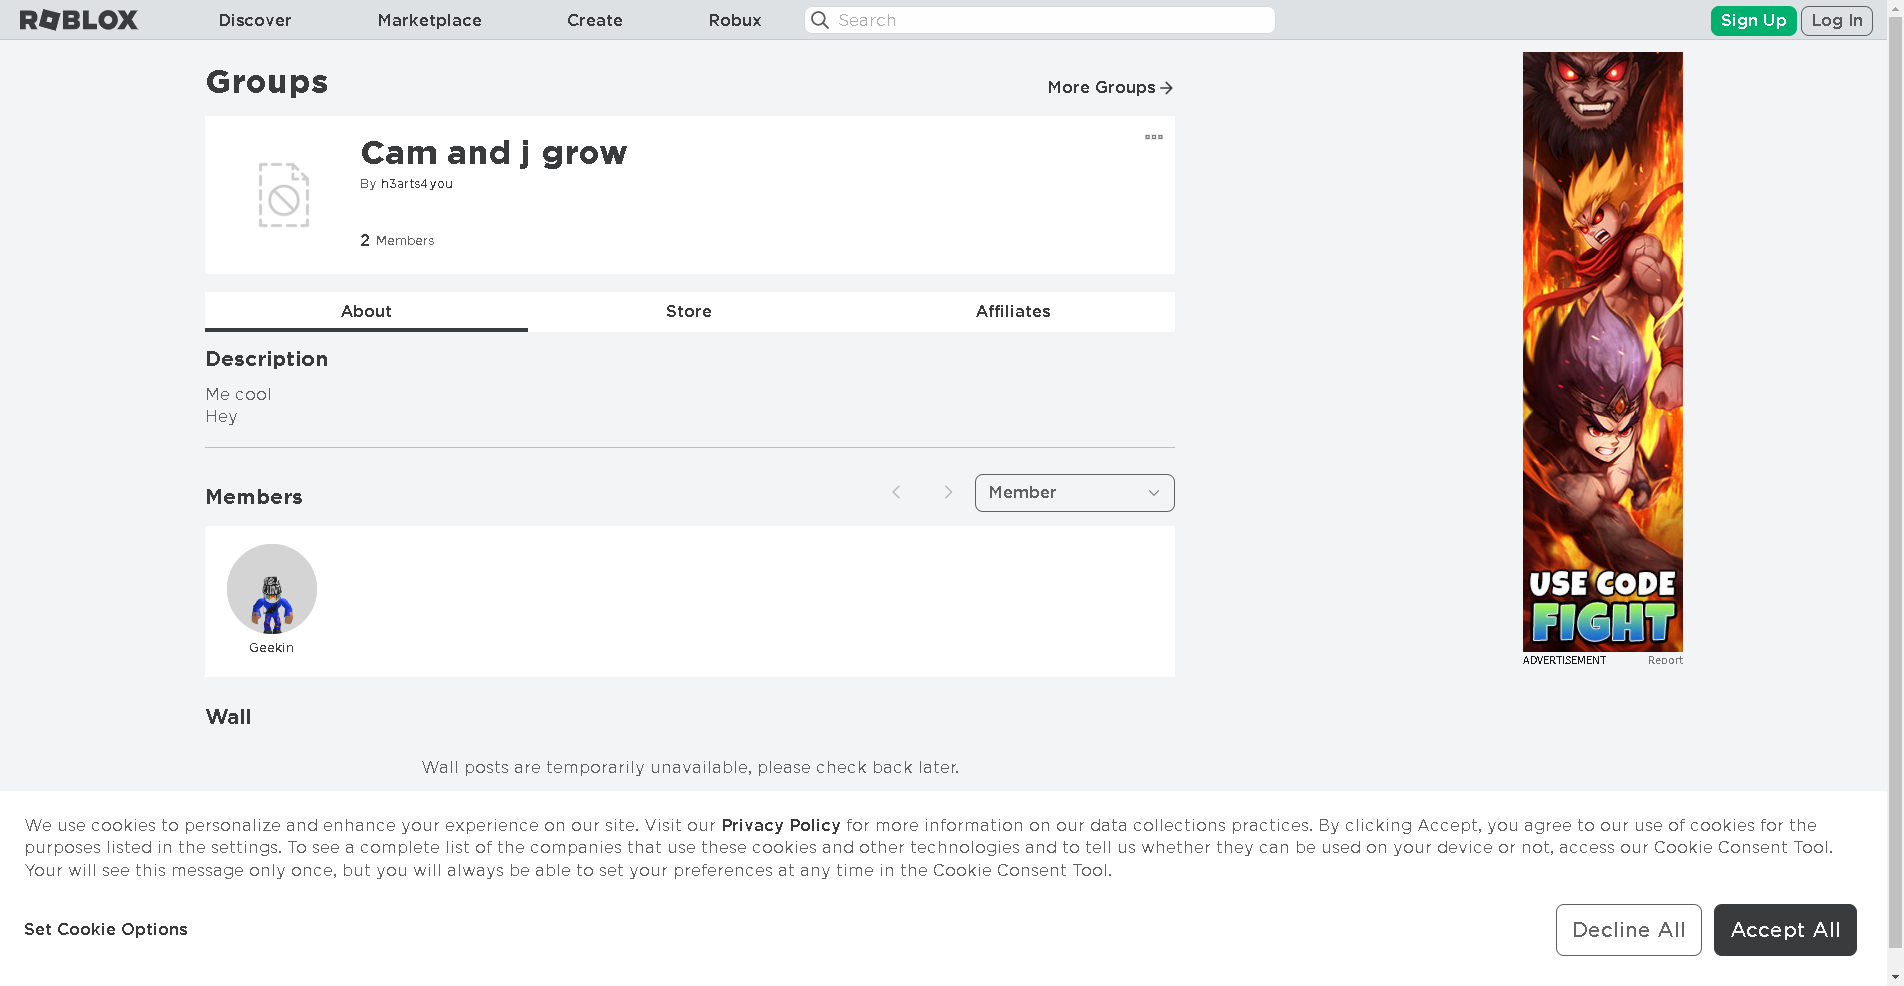 ROBLOX Discover Marketplace Create Robux Search Sign Up Log In
Groups
More Groups
Cam and j grow
By h3arts4you
2 Members
About Store Affiliates
Description
Me cool
Hey
Members
Member
Geekin
Wall
Wall posts are temporarily unavailable, please check back later.
USE CODE
FIGHT
ADVERTISEMENT Report
We use cookies to personalize and enhance your experience on our site. Visit our Privacy Policy for more information on our data collections practices. By clicking Accept, you agree to our use of cookies for the
purposes listed in the settings. To see a complete list of the companies that use these cookies and other technologies and to tell us whether they can be used on your device or not, access our Cookie Consent Tool.
Your will see this message only once, but you will always be able to set your preferences at any time in the Cookie Consent Tool.
Set Cookie Options
Decline All
Accept All